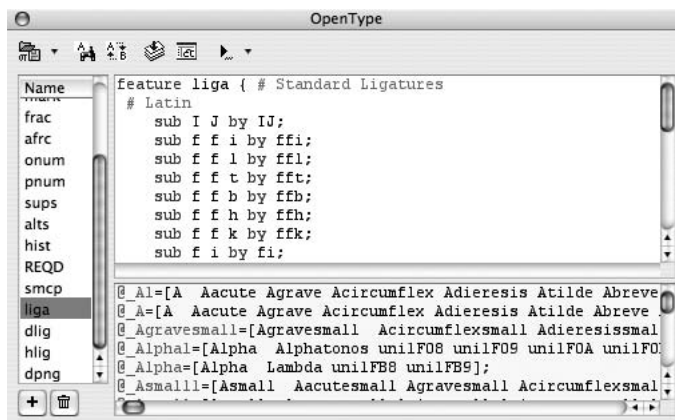 OpenType
Name
frac
afrc
onum
pnum
sups
alts
hist
REQD
smcp
liga
dlig
hlig
dpng
feature liga { # Standard Ligatures
# Latin
sub I J by IJ;
sub f f i by ffi;
sub f f l by ffl;
sub f f t by fft;
sub f f b by ffb;
sub f f h by ffh;
sub f f k by ffk;
sub f i by fi;
@_A1=[A Aacute Agrave Acircumflex Adieresis Atilde Abreve
@_A=[A Aacute Agrave Acircumflex Adieresis Atilde Abreve
@_Agravesmall=[Agravesmall Acircumflexsmall Adieresissmal
@_Alpha1=[Alpha Alphatonos uni1F08 uni1F09 uni1F0A uni1F0
@_Alpha=[Alpha Lambda uni1FB8 uni1FB9];
@_Asmall1=[Asmall Aacutesmall Agravesmall Acircumflexsmal